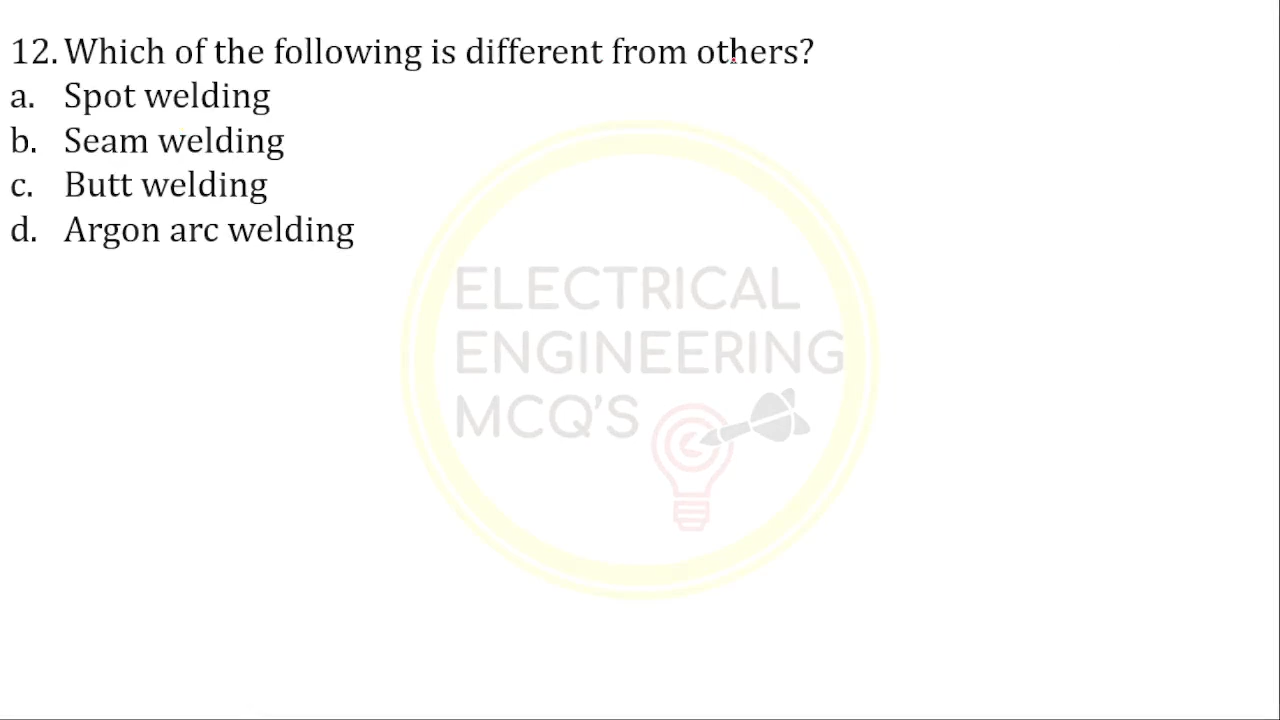 12. Which of the following is different from others?
a. Spot welding
b. Seam welding
c. Butt welding
d. Argon arc welding
ELECTRICAL
ENGINEERING
MCQ'S